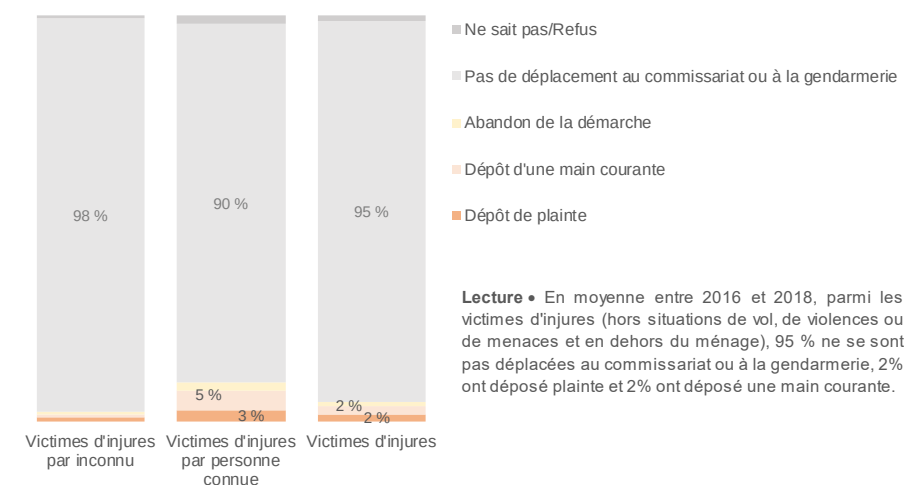 Ne sait pas/Refus
Pas de déplacement au commissariat ou à la gendarmerie
Abandon de la démarche
Dépôt d'une main courante
Dépôt de plainte
98 %
90 %
95 %
5 %
3 %
2 %
2 %
Victimes d'injures
par inconnu
Victimes d'injures
par personne
connue
Victimes d'injures
Lecture • En moyenne entre 2016 et 2018, parmi les
victimes d'injures (hors situations de vol, de violences ou
de menaces et en dehors du ménage), 95 % ne se sont
pas déplacées au commissariat ou à la gendarmerie, 2%
ont déposé plainte et 2% ont déposé une main courante.